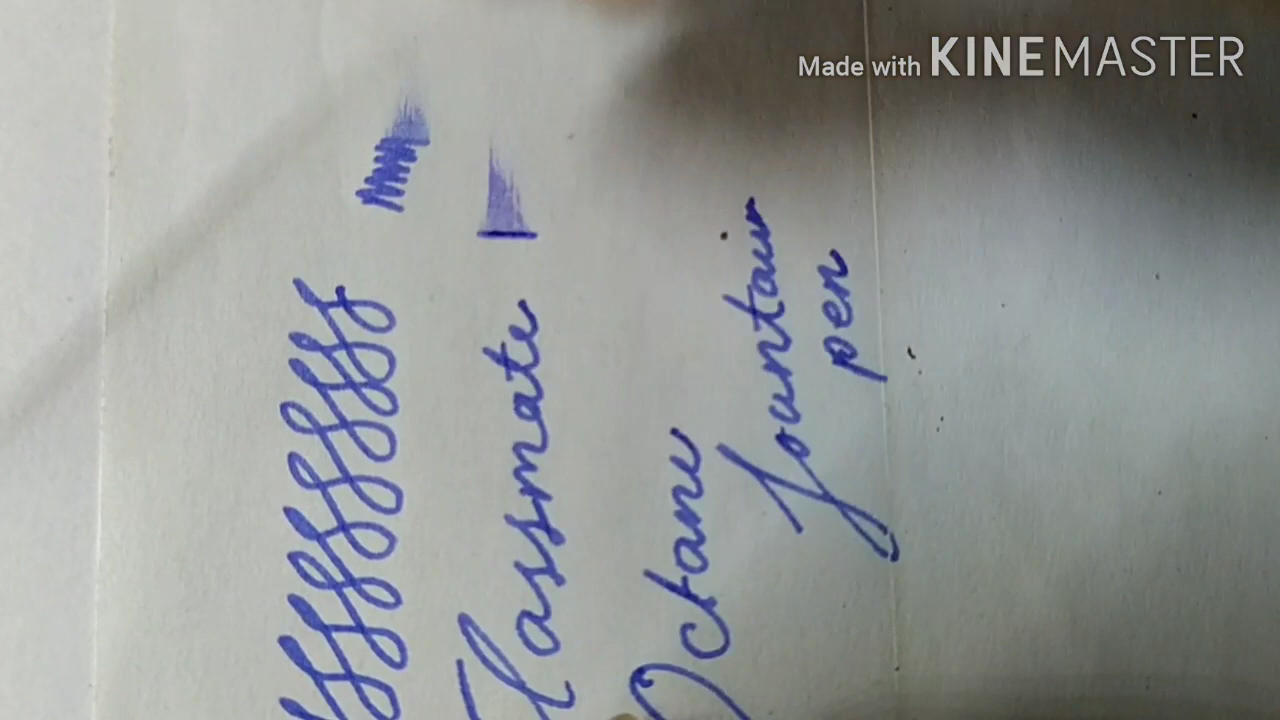 Made with KINEMASTER
Classmate
Octane
fountain
pen